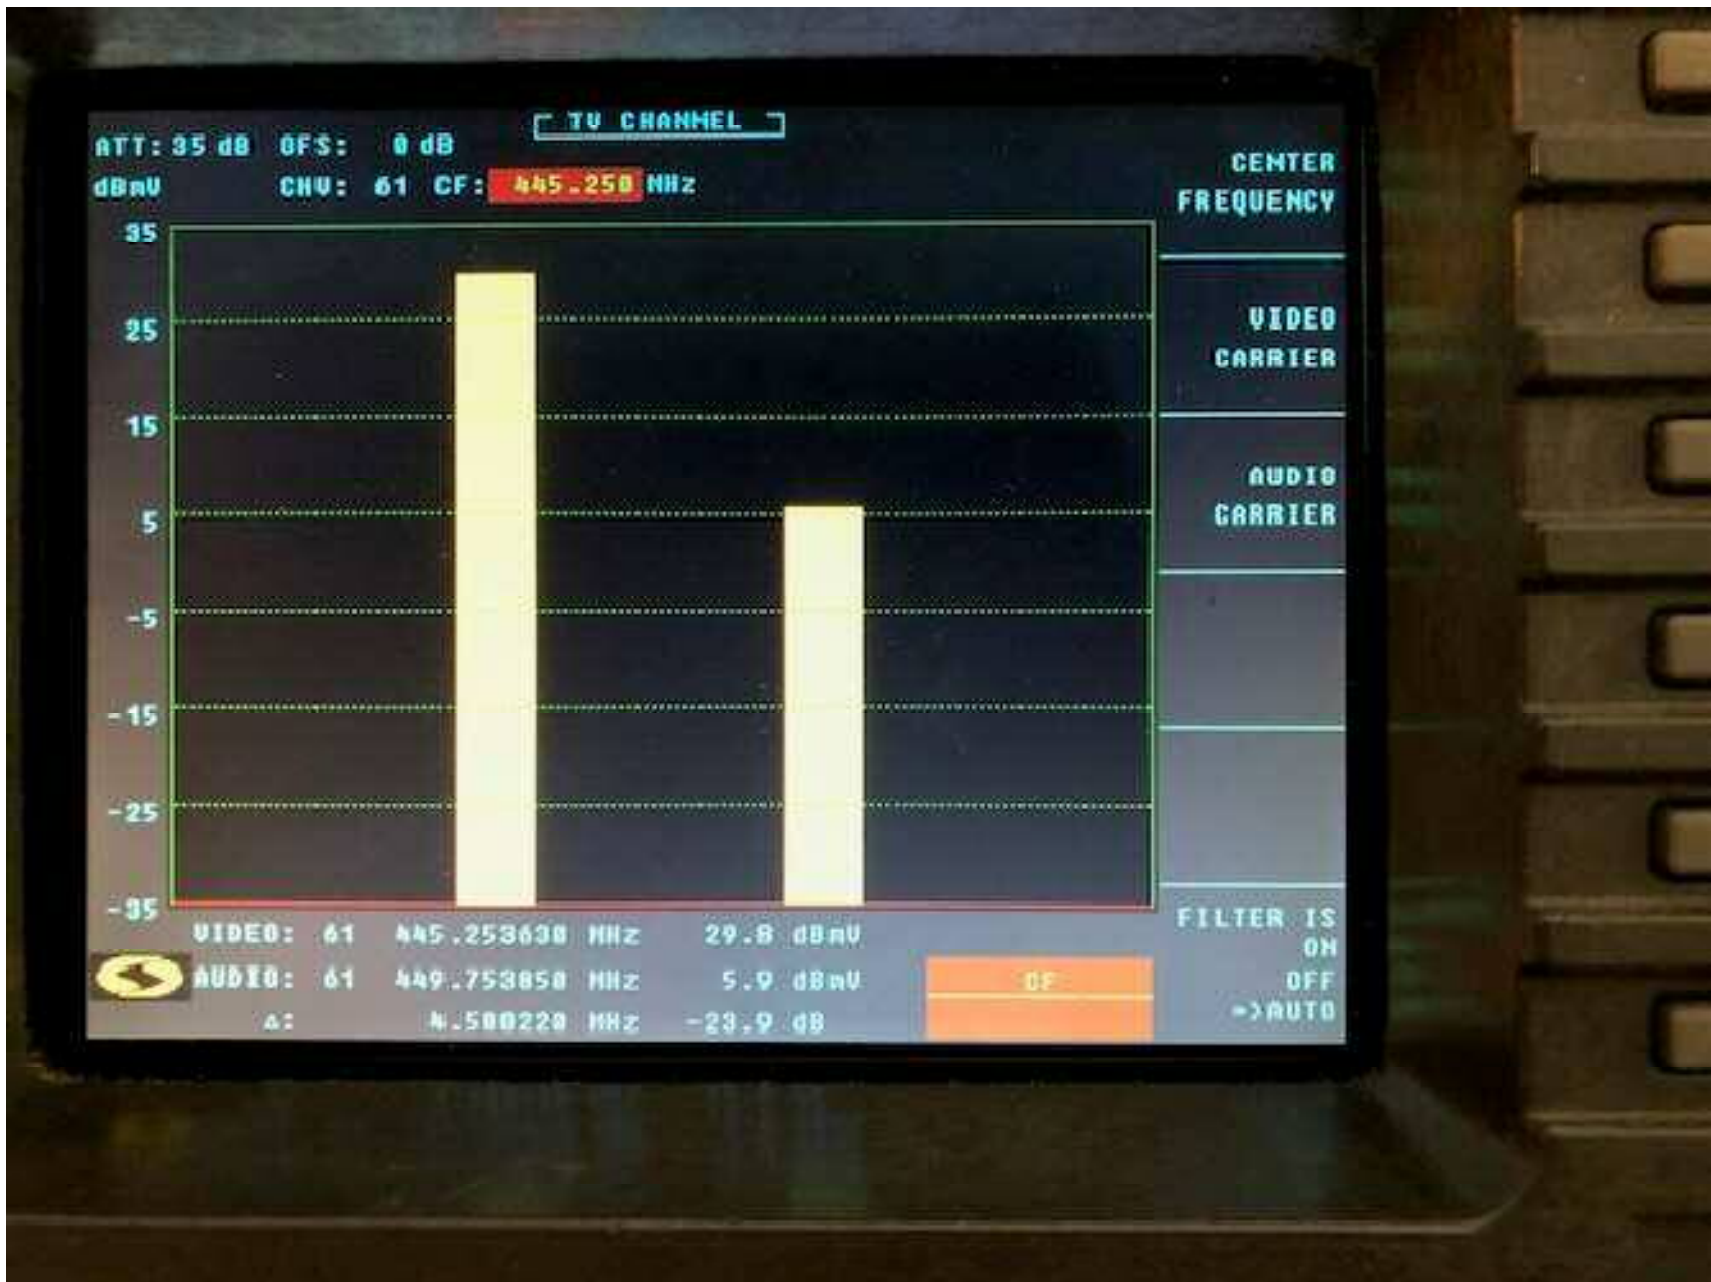 TV CHANNEL
ATT: 35 dB OFS: 0 dB
dBmV CHV: 61 CF: 445.250 MHz
35
25
15
5
-5
-15
-25
-35
CENTER
FREQUENCY
VIDEO
CARRIER
AUDIO
CARRIER
FILTER IS
ON
OFF
=>AUTO
VIDEO: 61 445.253630 MHz 29.8 dBmV
AUDIO: 61 449.753850 MHz 5.9 dBmV
Δ: 4.500220 MHz -23.9 dB
CF